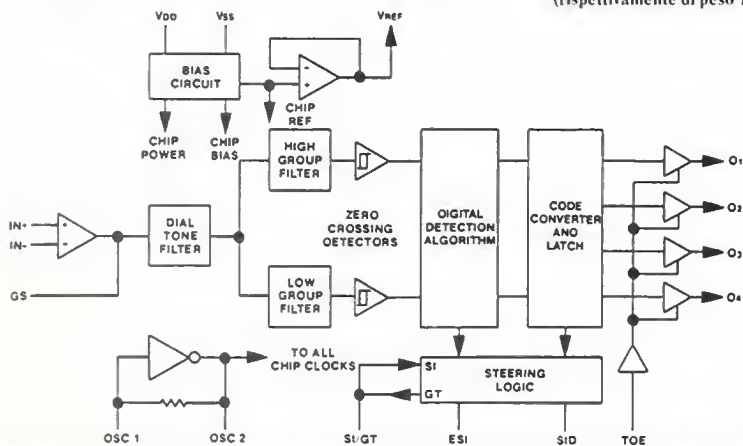 (rispettivamente di peso
VDD
VSS
VREF
BIAS
CIRCUIT
CHIP
REF
CHIP
POWER
CHIP
BIAS
HIGH
GROUP
FILTER
IN+
IN-
DIAL
TONE
FILTER
ZERO
CROSSING
DETECTORS
DIGITAL
DETECTION
ALGORITHM
CODE
CONVERTER
AND
LATCH
O1
O2
O3
O4
GS
LOW
GROUP
FILTER
TO ALL
CHIP CLOCKS
St
GT
STEERING
LOGIC
OSC 1
OSC 2
St/GT
ESt
StD
TOE